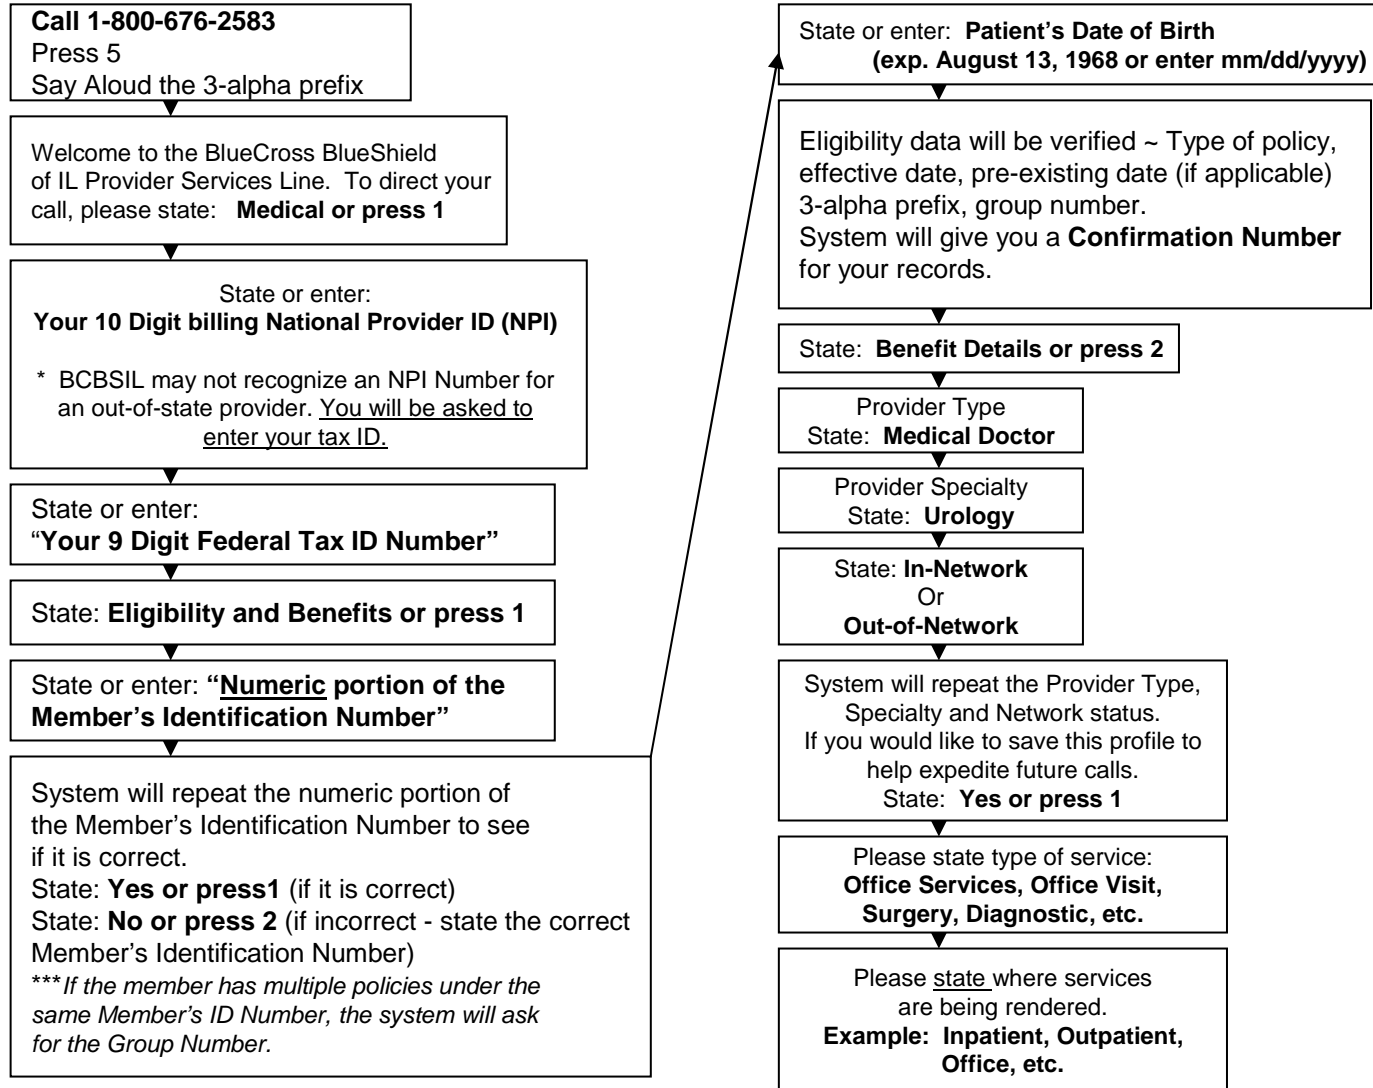 Call 1-800-676-2583
Press 5
Say Aloud the 3-alpha prefix
Welcome to the BlueCross BlueShield
of IL Provider Services Line. To direct your
call, please state: Medical or press 1
State or enter:
Your 10 Digit billing National Provider ID (NPI)
* BCBSIL may not recognize an NPI Number for
an out-of-state provider. You will be asked to
enter your tax ID.
State or enter:
“Your 9 Digit Federal Tax ID Number”
State: Eligibility and Benefits or press 1
State or enter: “Numeric portion of the
Member’s Identification Number”
System will repeat the numeric portion of
the Member’s Identification Number to see
if it is correct.
State: Yes or press1 (if it is correct)
State: No or press 2 (if incorrect - state the correct
Member’s Identification Number)
***If the member has multiple policies under the
same Member’s ID Number, the system will ask
for the Group Number.
State or enter: Patient’s Date of Birth
(exp. August 13, 1968 or enter mm/dd/yyyy)
Eligibility data will be verified ~ Type of policy,
effective date, pre-existing date (if applicable)
3-alpha prefix, group number.
System will give you a Confirmation Number
for your records.
State: Benefit Details or press 2
Provider Type
State: Medical Doctor
Provider Specialty
State: Urology
State: In-Network
Or
Out-of-Network
System will repeat the Provider Type,
Specialty and Network status.
If you would like to save this profile to
help expedite future calls.
State: Yes or press 1
Please state type of service:
Office Services, Office Visit,
Surgery, Diagnostic, etc.
Please state where services
are being rendered.
Example: Inpatient, Outpatient,
Office, etc.